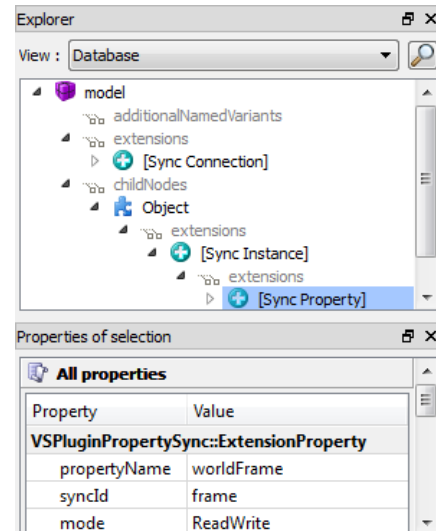 Explorer
View : Database
model
additionalNamedVariants
extensions
[Sync Connection]
childNodes
Object
extensions
[Sync Instance]
extensions
[Sync Property]
Properties of selection
All properties
Property Value
VSPluginPropertySync::ExtensionProperty
propertyName worldFrame
syncId frame
mode ReadWrite